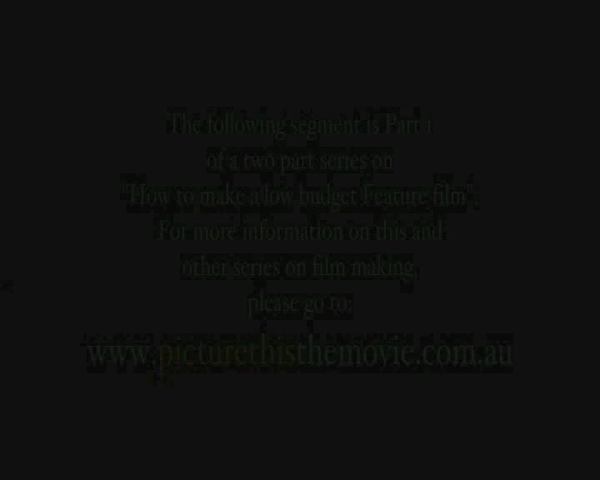 The following segment is Part 1
of a two part series on
"How to make a low budget Feature film".
For more information on this and
other series on film making,
please go to:
www.picturethisthemovie.com.au